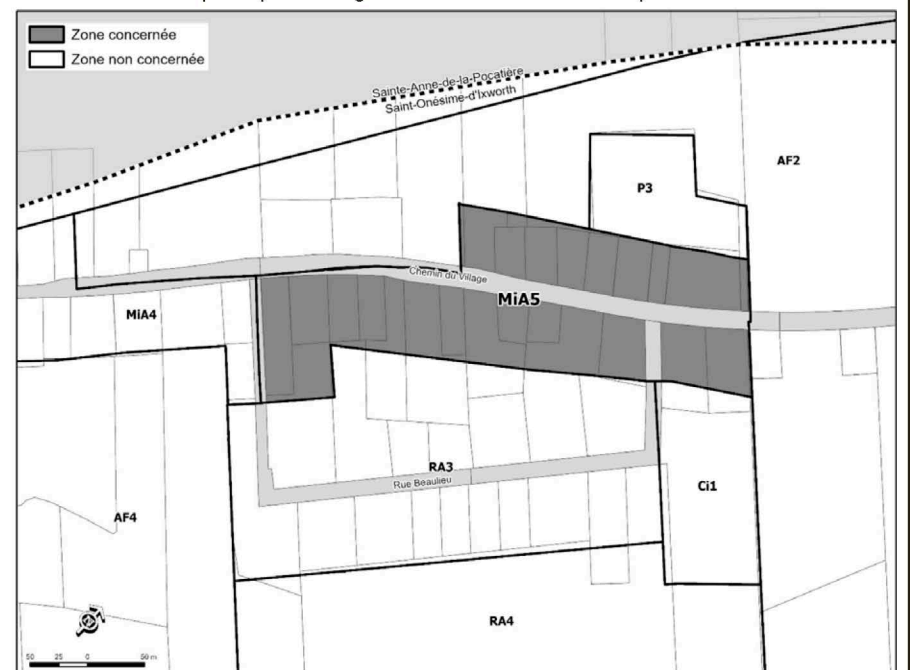 Zone concernée
Zone non concernée
Sainte-Anne-de-la-Pocatière
Saint-Onésime-d'Ixworth
AF2
P3
Chemin du Village
MiA5
MiA4
RA3
Rue Beaulieu
Ci1
AF4
RA4
50 25 0 50 m